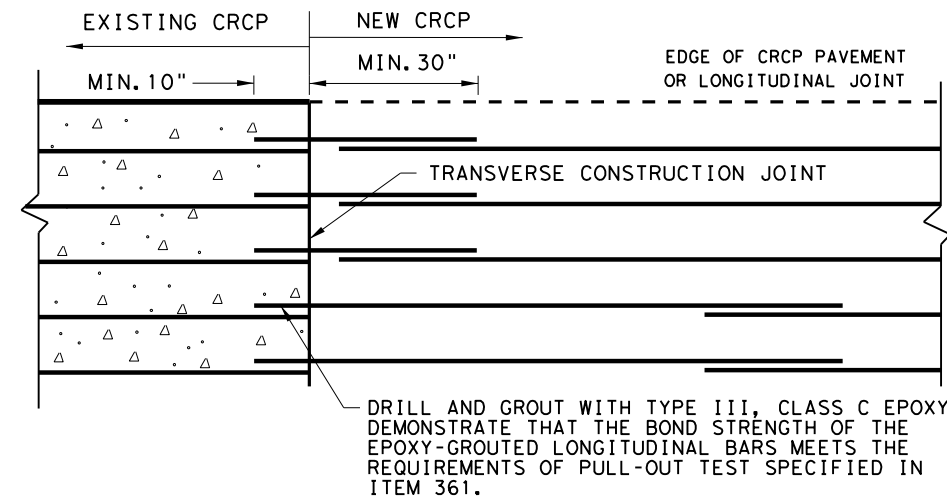 EXISTING CRCP
NEW CRCP
MIN. 10"
MIN. 30"
EDGE OF CRCP PAVEMENT
OR LONGITUDINAL JOINT
TRANSVERSE CONSTRUCTION JOINT
DRILL AND GROUT WITH TYPE III, CLASS C EPOXY
DEMONSTRATE THAT THE BOND STRENGTH OF THE
EPOXY-GROUTED LONGITUDINAL BARS MEETS THE
REQUIREMENTS OF PULL-OUT TEST SPECIFIED IN
ITEM 361.